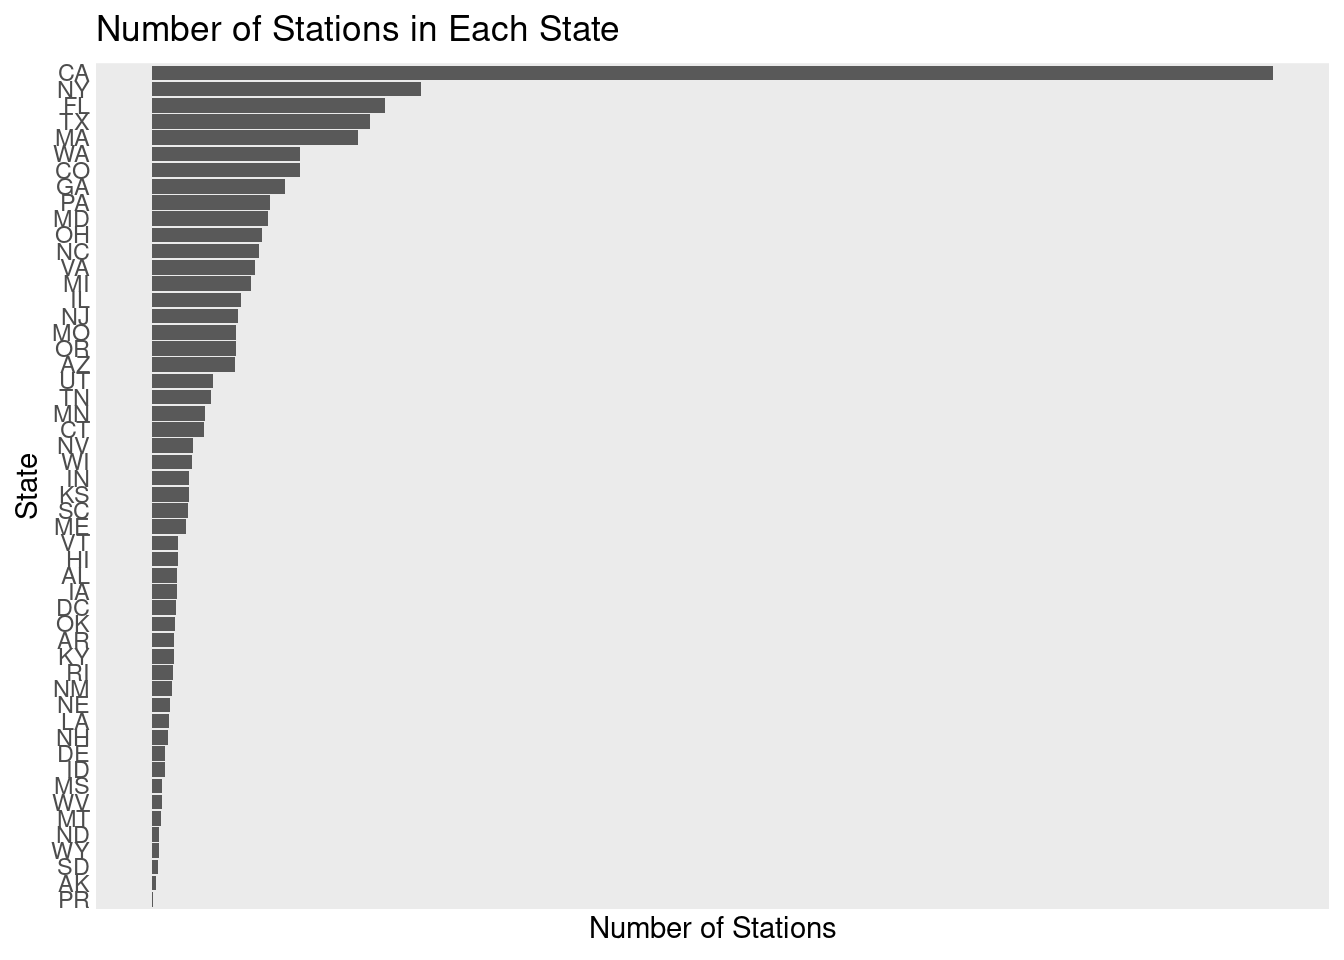 Number of Stations in Each State
CA
NY
FL
TX
MA
WA
CO
GA
PA
MD
OH
NC
VA
MI
IL
NJ
MO
OR
AZ
UT
TN
MN
CT
NV
WI
IN
KS
SC
ME
VT
HI
AL
IA
DC
OK
AR
KY
RI
NM
NE
LA
NH
DE
ID
MS
WV
MT
ND
WY
SD
AK
PR
State
Number of Stations